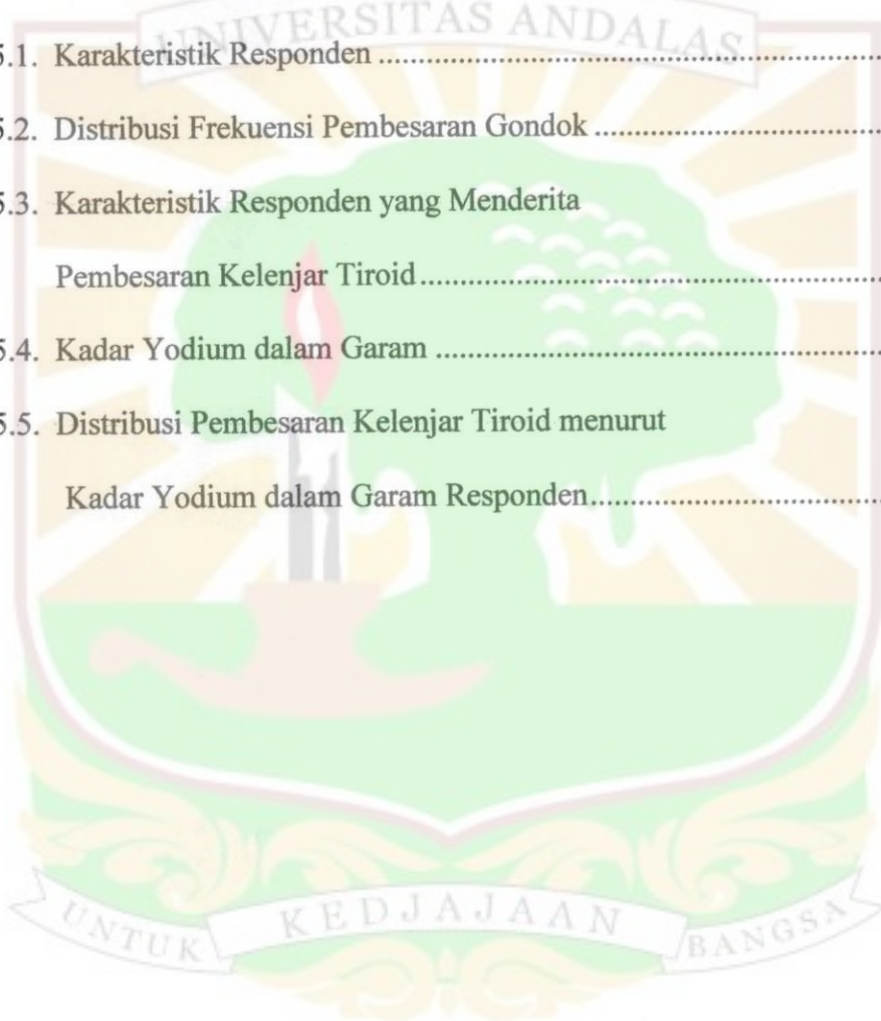 UNIVERSITAS ANDALAS
5.1. Karakteristik Responden ........................................................
5.2. Distribusi Frekuensi Pembesaran Gondok ................................
5.3. Karakteristik Responden yang Menderita
Pembesaran Kelenjar Tiroid ....................................................
5.4. Kadar Yodium dalam Garam ..................................................
5.5. Distribusi Pembesaran Kelenjar Tiroid menurut
Kadar Yodium dalam Garam Responden .................................
UNTUK KEDJAJAAN BANGSA